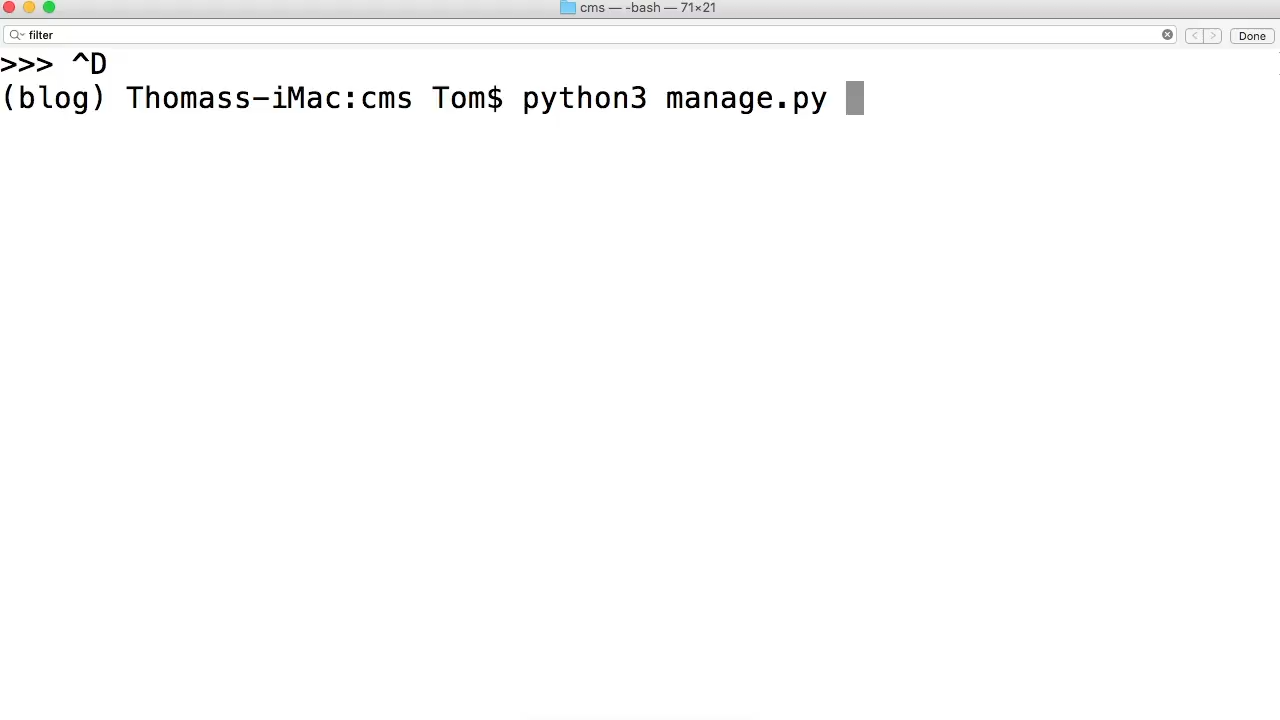 cms — -bash — 71×21
filter
Done
>>> ^D
(blog) Thomass-iMac:cms Tom$ python3 manage.py